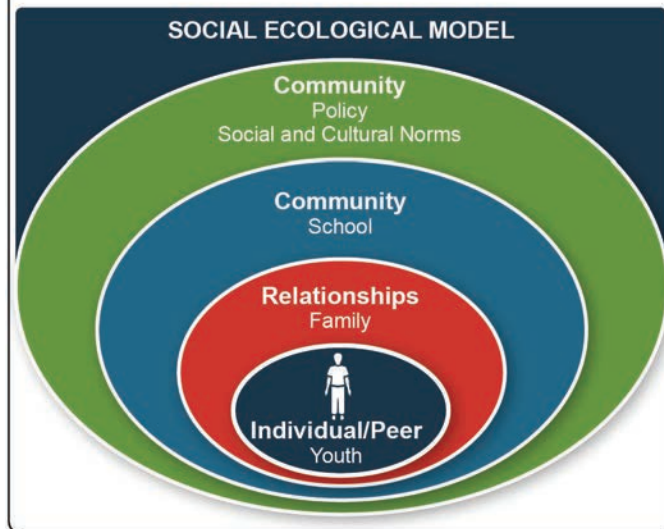 SOCIAL ECOLOGICAL MODEL
Community
Policy
Social and Cultural Norms
Community
School
Relationships
Family
Individual/Peer
Youth